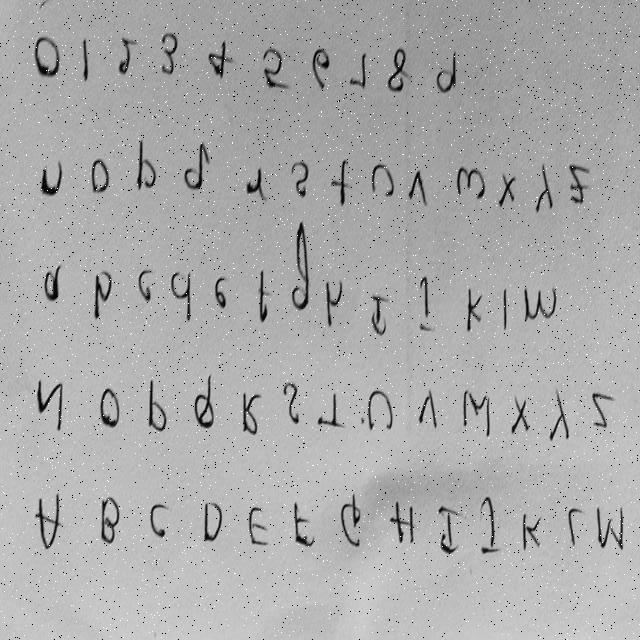 A B C D E F G H I J K L M
N O P Q R S T U V W X Y Z
a b c d e f g h i j k l m
n o p q r s t u v w x y z
0 1 2 3 4 5 6 7 8 9